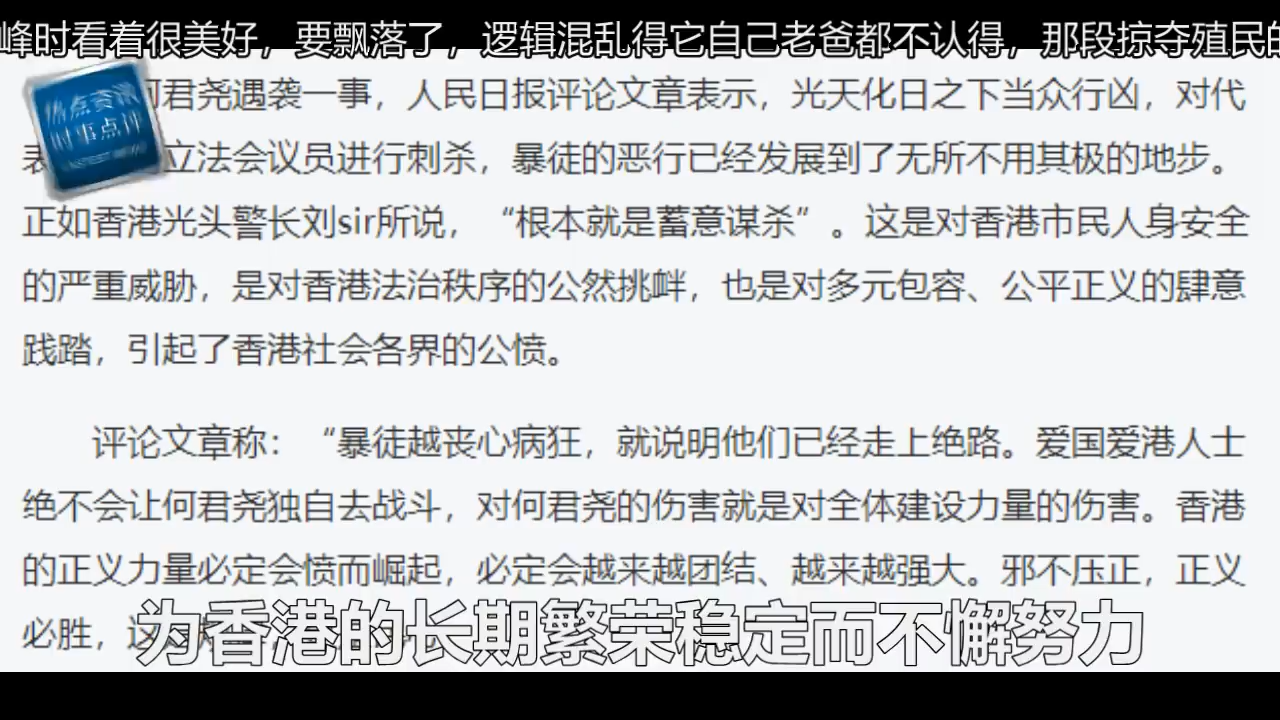 峰时看着很美好，要飘落了，逻辑混乱得它自己老爸都不认得，那段掠夺殖民的
热点资讯
时事点评
何君尧遇袭一事，人民日报评论文章表示，光天化日之下当众行凶，对代
表 立法会议员进行刺杀，暴徒的恶行已经发展到了无所不用其极的地步。
正如香港光头警长刘sir所说，“根本就是蓄意谋杀”。这是对香港市民人身安全
的严重威胁，是对香港法治秩序的公然挑衅，也是对多元包容、公平正义的肆意
践踏，引起了香港社会各界的公愤。
评论文章称：“暴徒越丧心病狂，就说明他们已经走上绝路。爱国爱港人士
绝不会让何君尧独自去战斗，对何君尧的伤害就是对全体建设力量的伤害。香港
的正义力量必定会愤而崛起，必定会越来越团结、越来越强大。邪不压正，正义
必胜，这
为香港的长期繁荣稳定而不懈努力